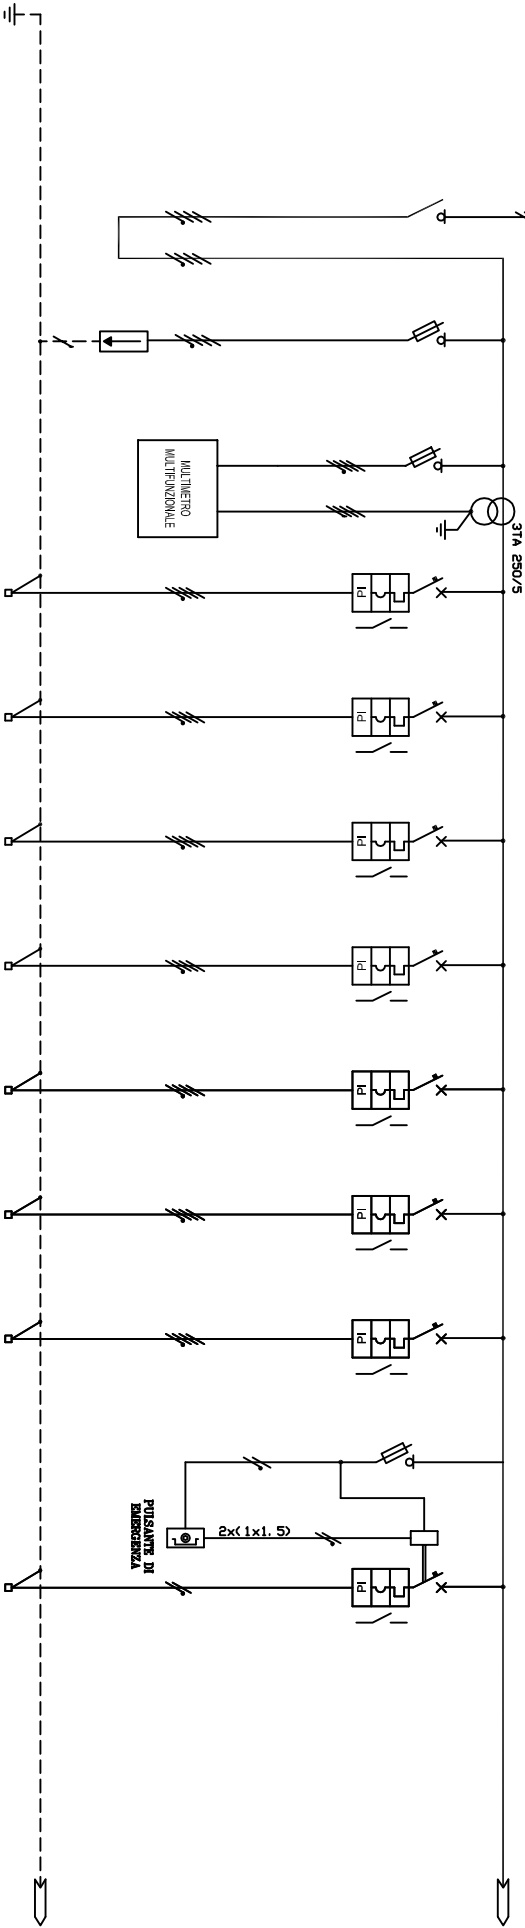 3TA 250/5
MULTIMETRO
MULTIFUNZIONALE
PI
PI
PI
PI
PI
PI
PI
2x(1x1.5)
PULSANTE DI
EMERGENZA
PI